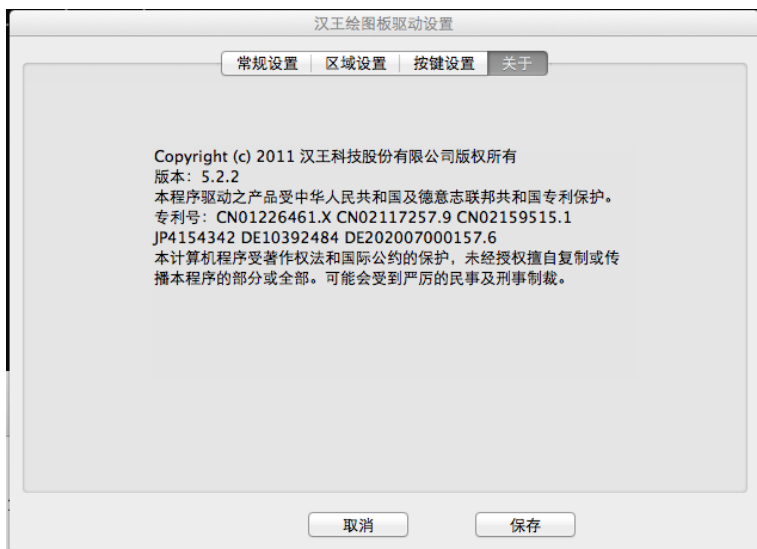 汉王绘图板驱动设置
常规设置 区域设置 按键设置 关于
Copyright (c) 2011 汉王科技股份有限公司版权所有
版本：5.2.2
本程序驱动之产品受中华人民共和国及德意志联邦共和国专利保护。
专利号：CN01226461.X CN02117257.9 CN02159515.1
JP4154342 DE10392484 DE202007000157.6
本计算机程序受著作权法和国际公约的保护，未经授权擅自复制或传
播本程序的部分或全部。可能会受到严厉的民事及刑事制裁。
取消 保存